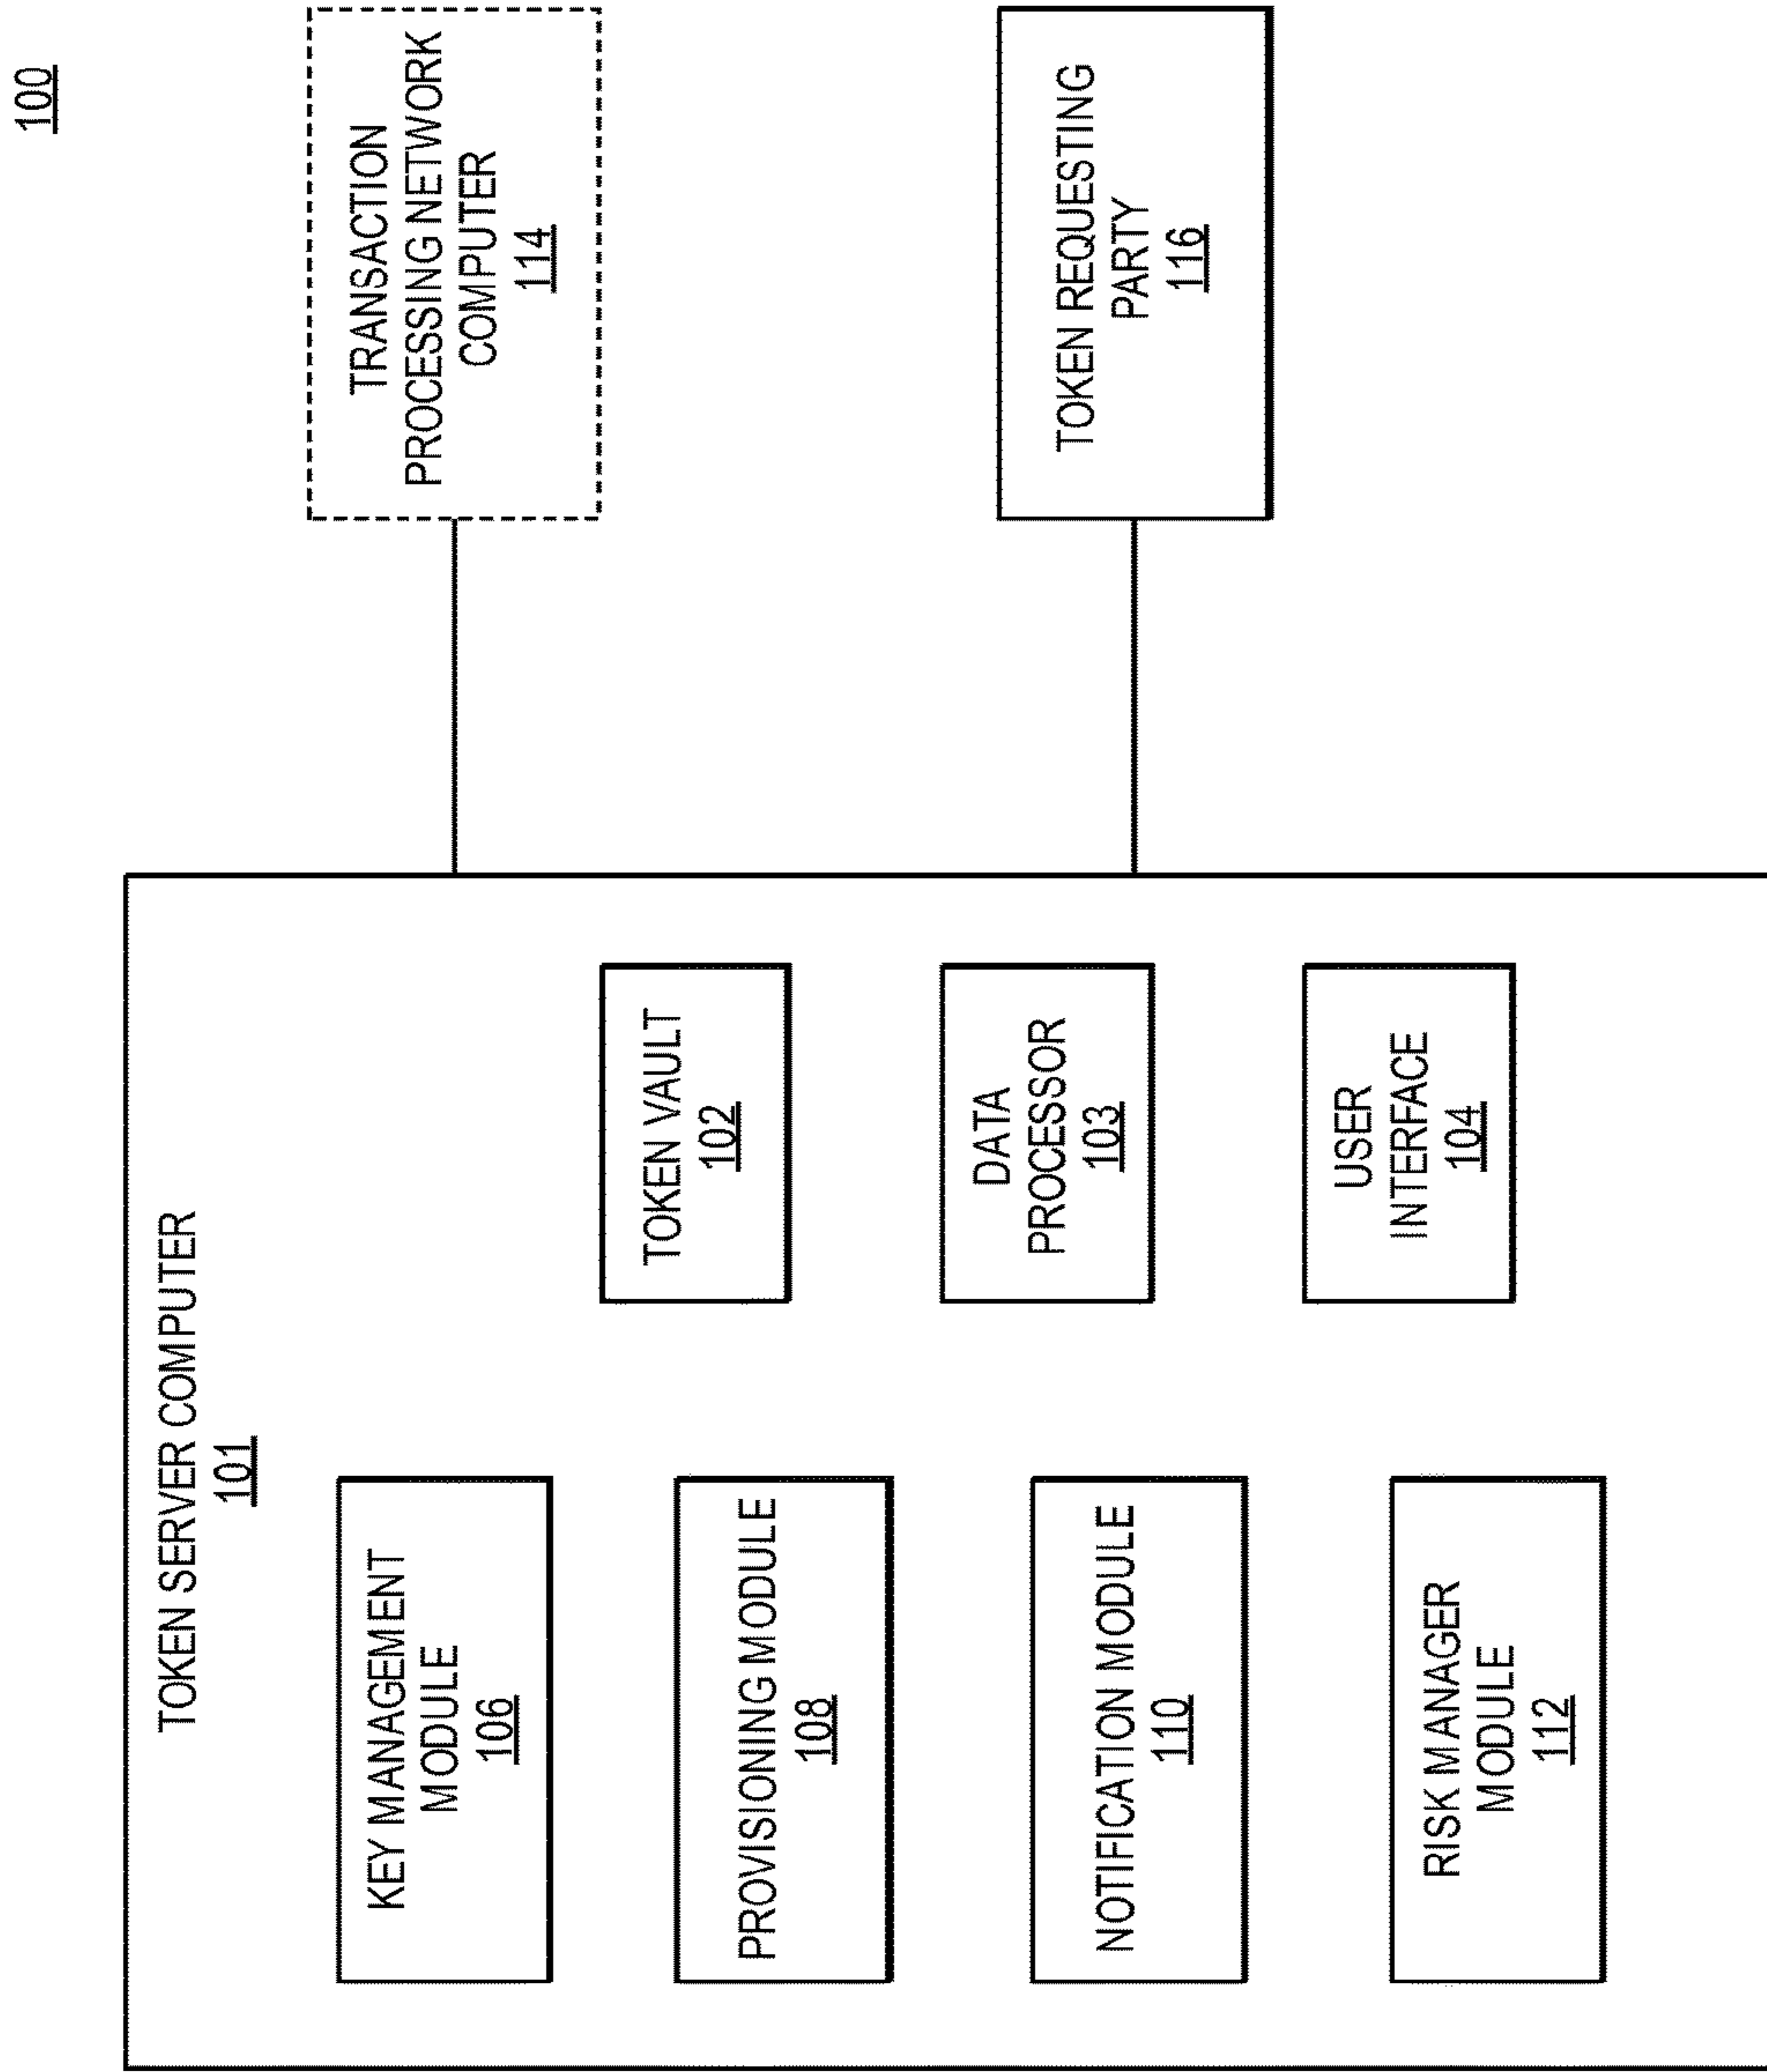 100
TOKEN SERVER COMPUTER
101
KEY MANAGEMENT
MODULE
106
PROVISIONING MODULE
108
NOTIFICATION MODULE
110
RISK MANAGER
MODULE
112
TOKEN VAULT
102
DATA
PROCESSOR
103
USER
INTERFACE
104
TRANSACTION
PROCESSING NETWORK
COMPUTER
114
TOKEN REQUESTING
PARTY
116